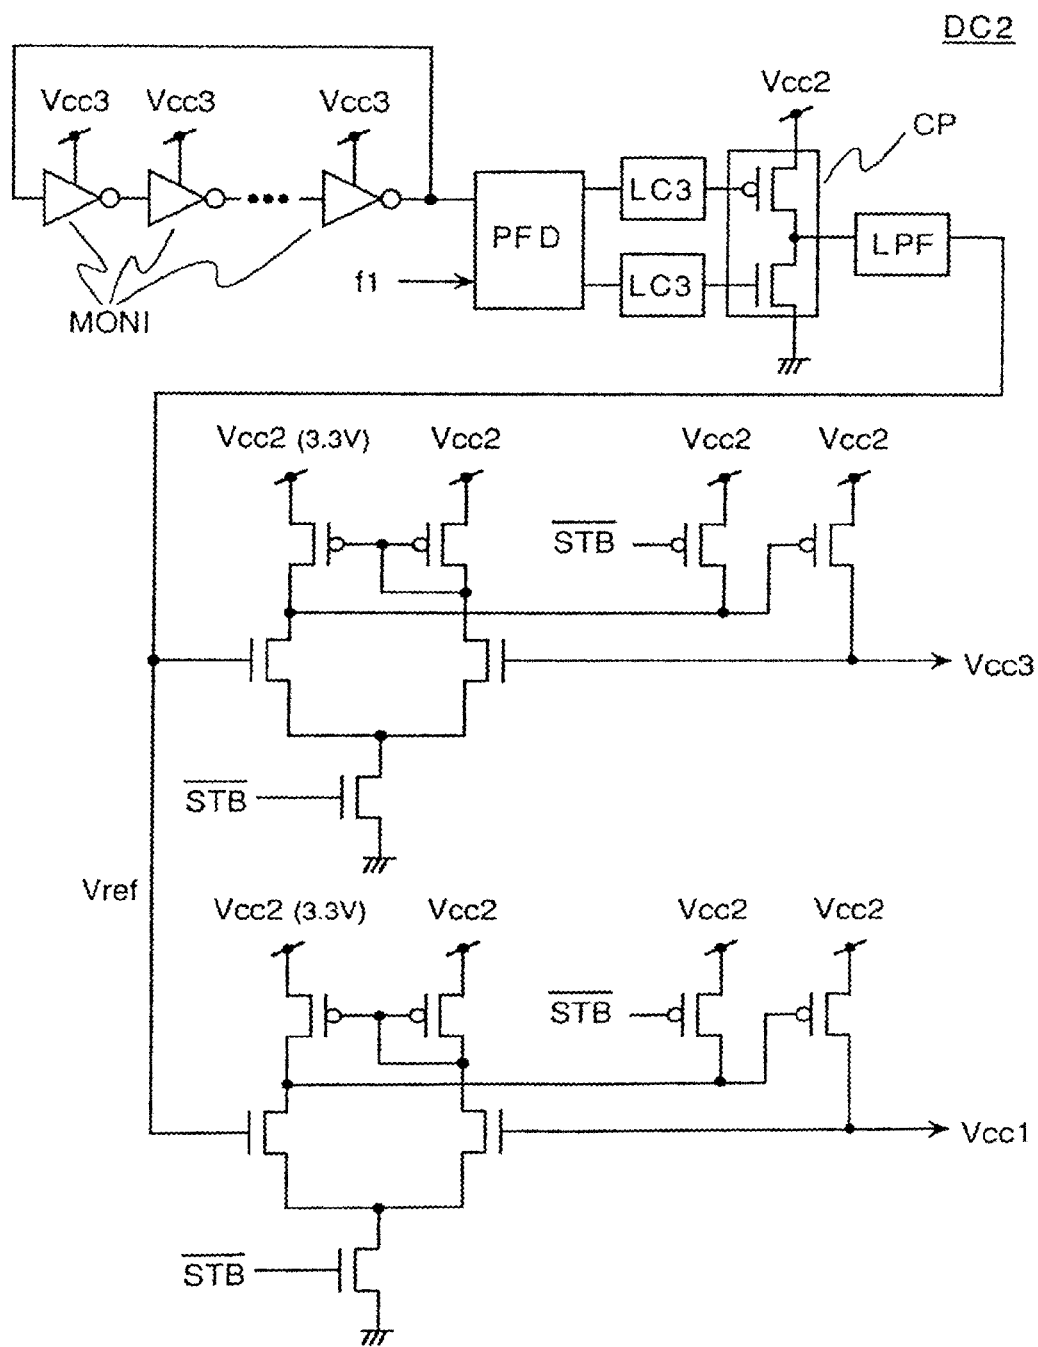 DC2
Vcc3 Vcc3 Vcc3
Vcc2
CP
LC3
PFD
LPF
f1
LC3
MONI
Vcc2 (3.3V) Vcc2 Vcc2 Vcc2
STB
Vcc3
STB
Vref
Vcc2 (3.3V) Vcc2 Vcc2 Vcc2
STB
Vcc1
STB